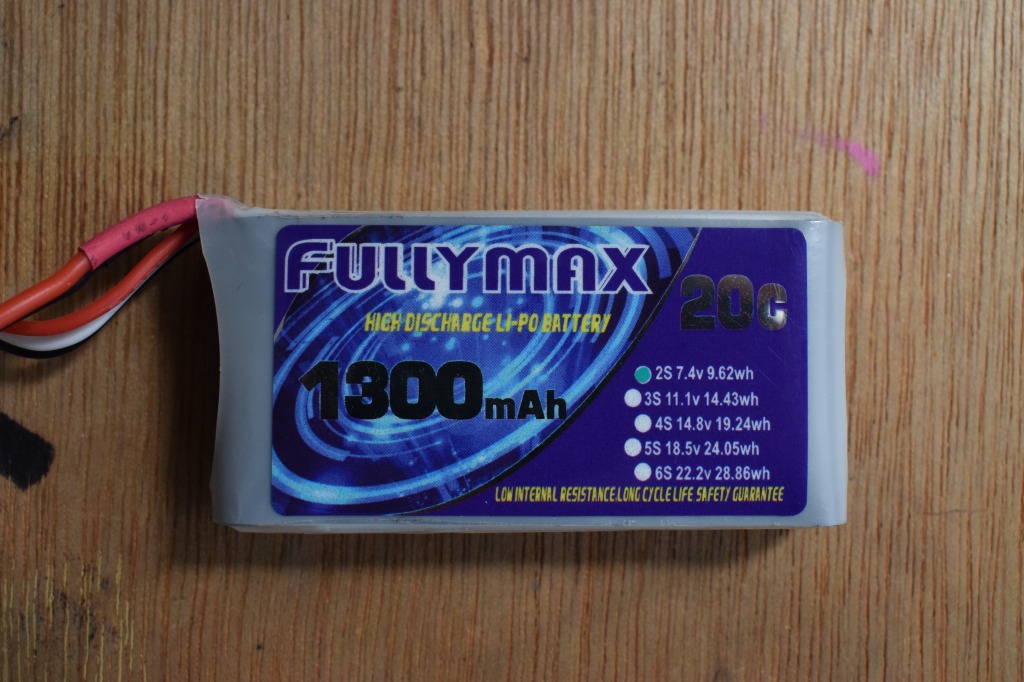 FULLYMAX
20C
HIGH DISCHARGE LI-PO BATTERY
1300mAh
2S 7.4v 9.62wh
3S 11.1v 14.43wh
4S 14.8v 19.24wh
5S 18.5v 24.05wh
6S 22.2v 28.86wh
LOW INTERNAL RESISTANCE.LONG CYCLE LIFE SAFETY GUARANTEE